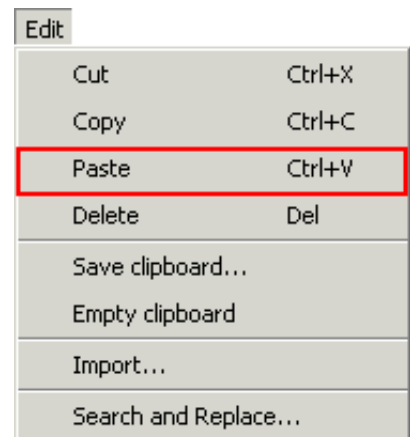 Edit
Cut Ctrl+X
Copy Ctrl+C
Paste Ctrl+V
Delete Del
Save clipboard...
Empty clipboard
Import...
Search and Replace...